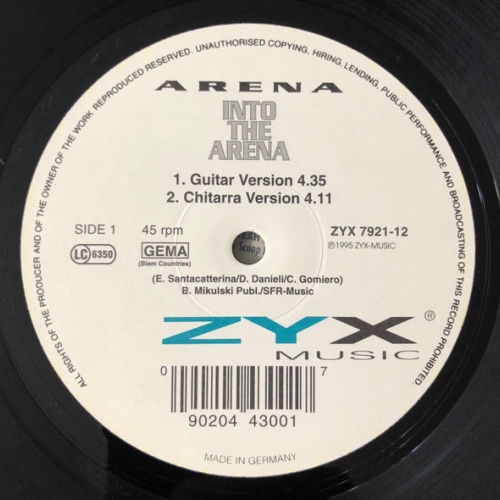 ALL RIGHTS OF THE PRODUCER AND OF THE OWNER OF THE WORK REPRODUCED RESERVED. UNAUTHORISED COPYING, HIRING, LENDING, PUBLIC PERFORMANCE AND BROADCASTING OF THIS RECORD PROHIBITED.
ARENA
INTO
THE
ARENA
1. Guitar Version 4.35
2. Chitarra Version 4.11
SIDE 1 45 rpm
ZYX 7921-12
℗1995 ZYX-MUSIC
LC 6350
GEMA
(Biem Countries)
Scoop
(E. Santacatterina/D. Danieli/C. Gomiero)
B. Mikulski Publ./SFR-Music
ZYX ®
MUSIC
0 7
90204 43001
MADE IN GERMANY